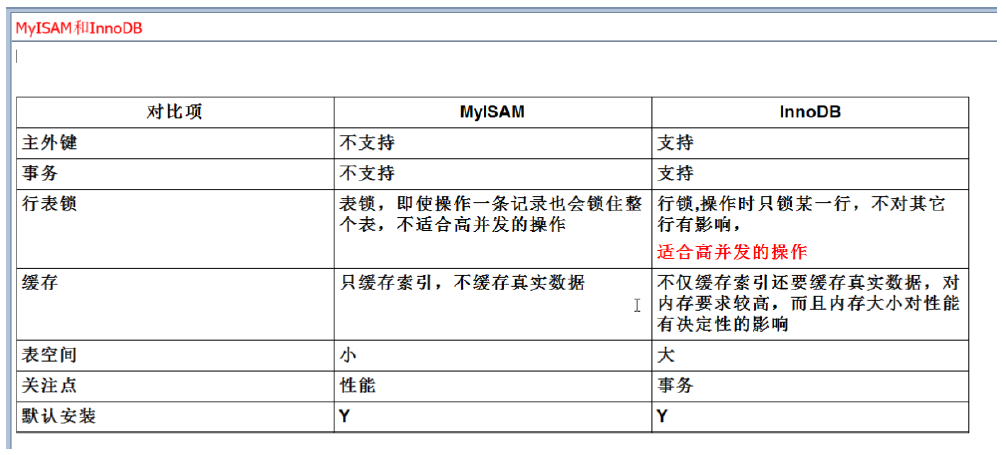 MyISAM和InnoDB
对比项 MyISAM InnoDB
主外键 不支持 支持
事务 不支持 支持
行表锁 表锁，即使操作一条记录也会锁住整 行锁,操作时只锁某一行，不对其它
个表，不适合高并发的操作 行有影响，
适合高并发的操作
缓存 只缓存索引，不缓存真实数据 不仅缓存索引还要缓存真实数据，对
内存要求较高，而且内存大小对性能
有决定性的影响
表空间 小 大
关注点 性能 事务
默认安装 Y Y